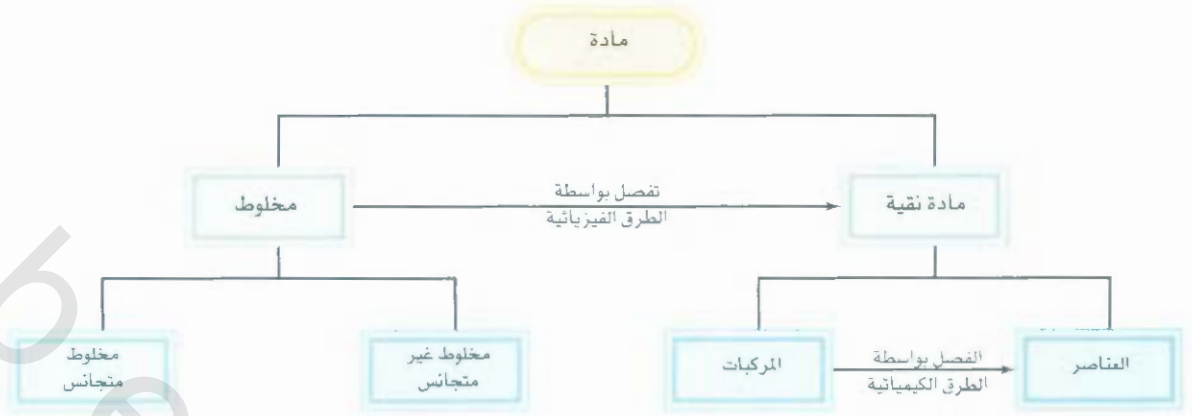 مادة
مادة نقية
تفصل بواسطة
الطرق الفيزيائية
مخلوط
العناصر
الفصل بواسطة
الطرق الكيميائية
المركبات
مخلوط غير
متجانس
مخلوط
متجانس